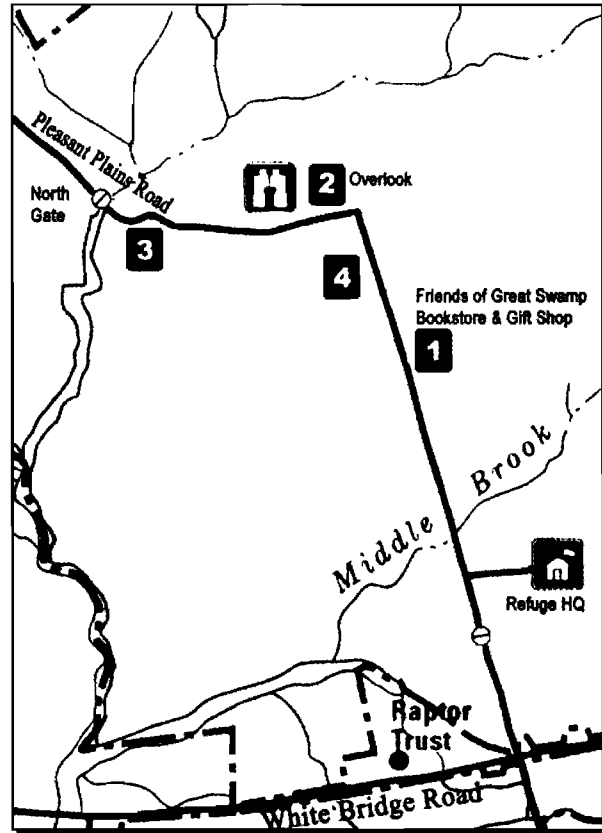 Pleasant Plains Road
North
Gate
2
Overlook
3
4
Friends of Great Swamp
Bookstore & Gift Shop
1
Middle Brook
Refuge HQ
Raptor
Trust
White Bridge Road